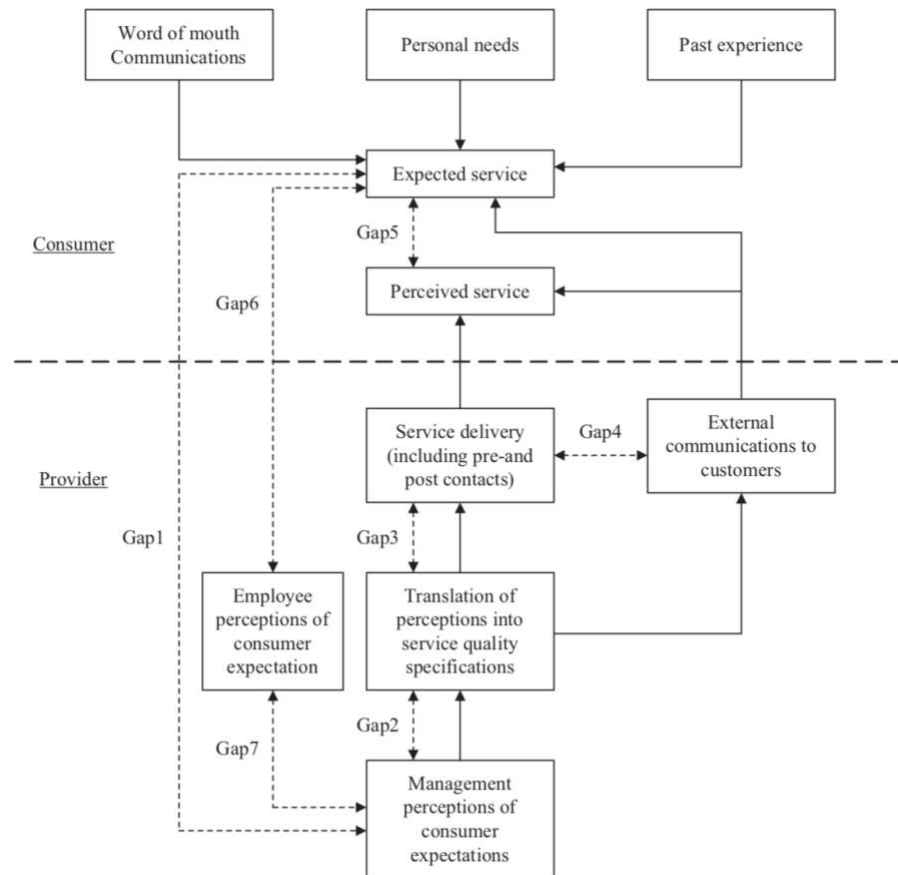 Word of mouth
Communications
Personal needs
Past experience
Expected service
Gap5
Consumer
Perceived service
Gap6
Service delivery
(including pre-and
post contacts)
Gap4
External
communications to
customers
Provider
Gap1
Gap3
Employee
perceptions of
consumer
expectation
Translation of
perceptions into
service quality
specifications
Gap2
Gap7
Management
perceptions of
consumer
expectations